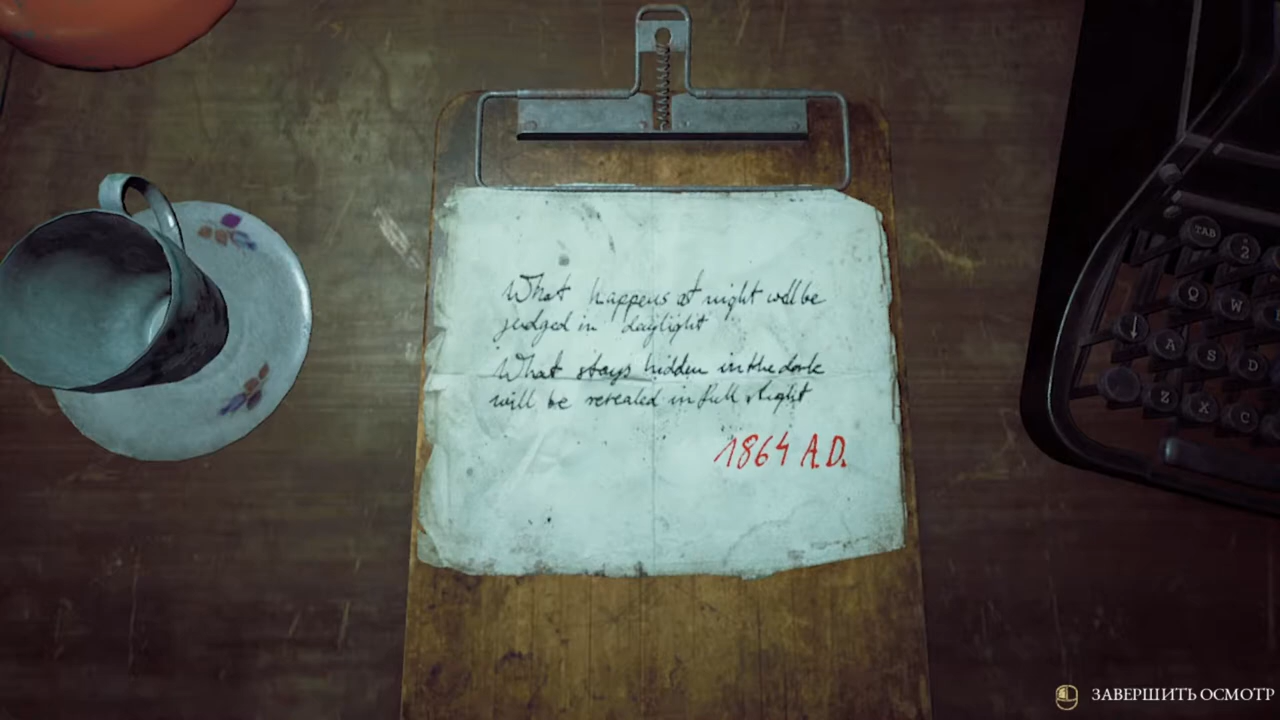 What happens at night will be
judged in daylight
What stays hidden in the dark
will be revealed in full
1864 A.D.
TAB
2
Q W
A S D
Z X C
ЗАВЕРШИТЬ ОСМОТР